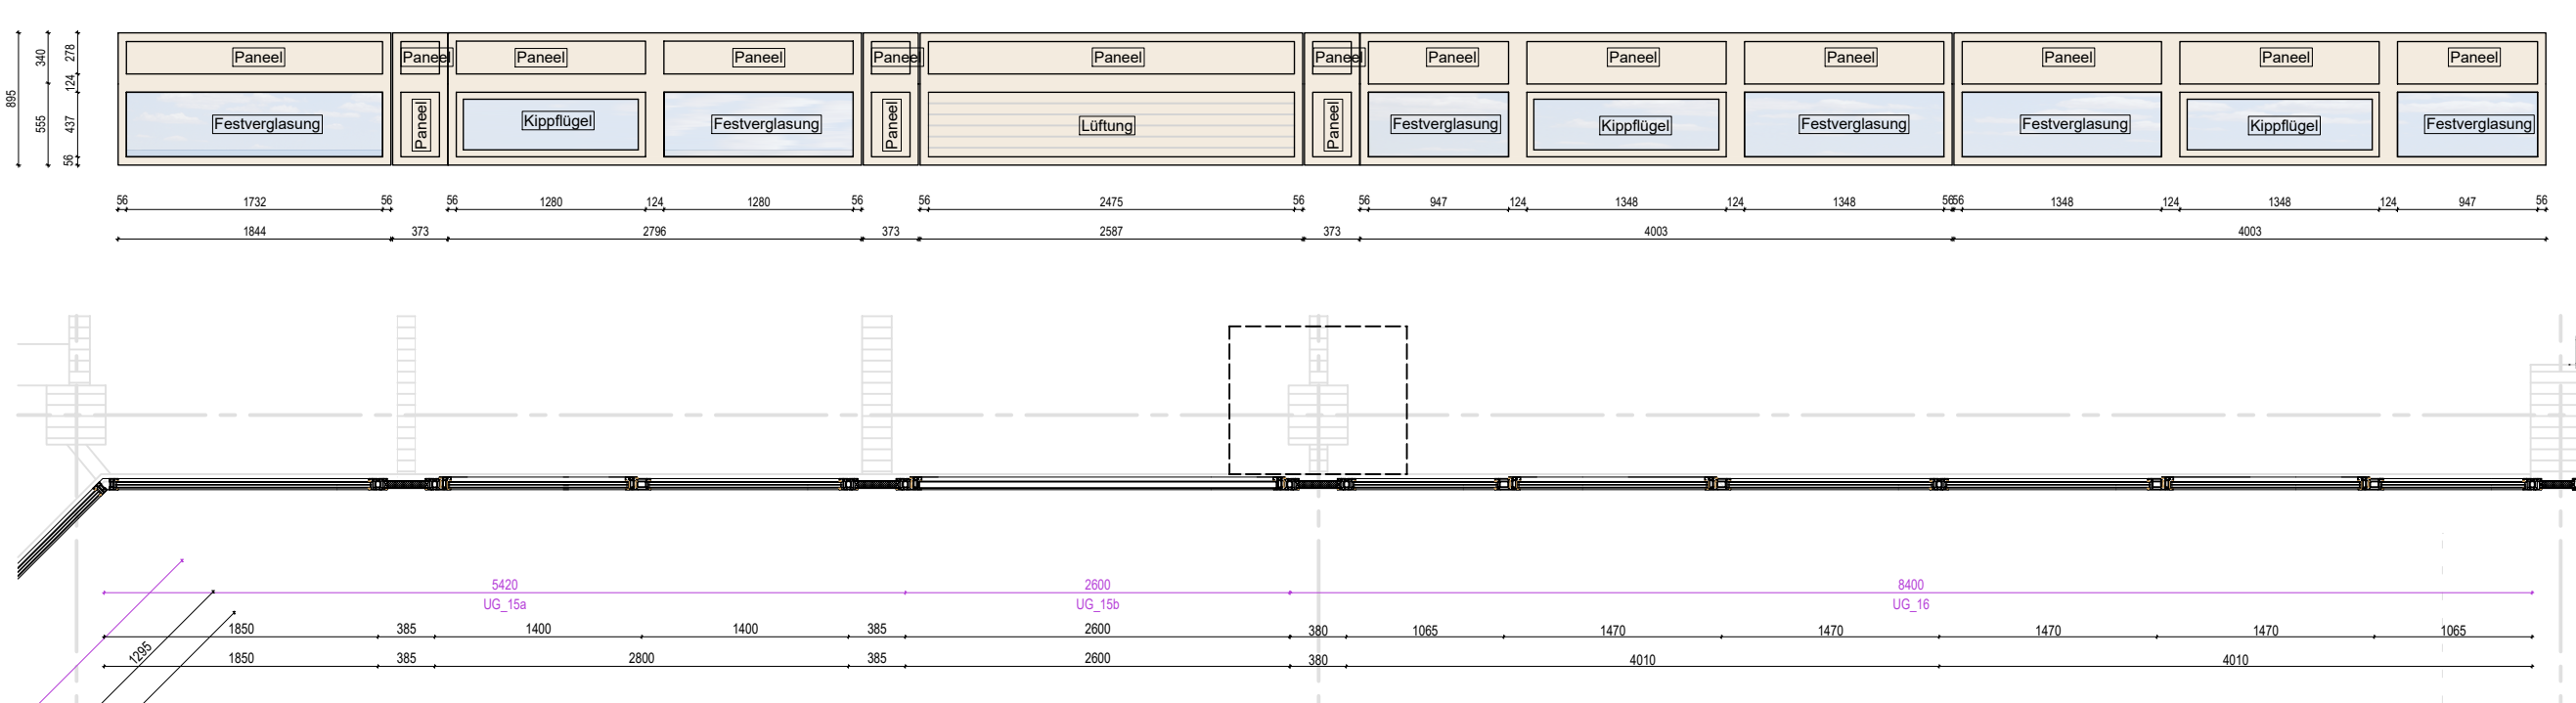 Paneel Paneel Paneel Paneel Paneel Paneel Paneel Paneel Paneel Paneel Paneel Paneel Paneel
Festverglasung Paneel Kippflügel Festverglasung Paneel Lüftung Paneel Festverglasung Kippflügel Festverglasung Festverglasung Kippflügel Festverglasung
895
340 555
278 124 437 56
56 1732 56 56 1280 124 1280 56 56 2475 56 56 947 124 1348 124 1348 56 56 1348 124 1348 124 947 56
1844 373 2796 373 2587 373 4003 4003
5420 2600 8400
UG_15a UG_15b UG_16
1850 385 1400 1400 385 2600 380 1065 1470 1470 1470 1470 1065
1295
1850 385 2800 385 2600 380 4010 4010